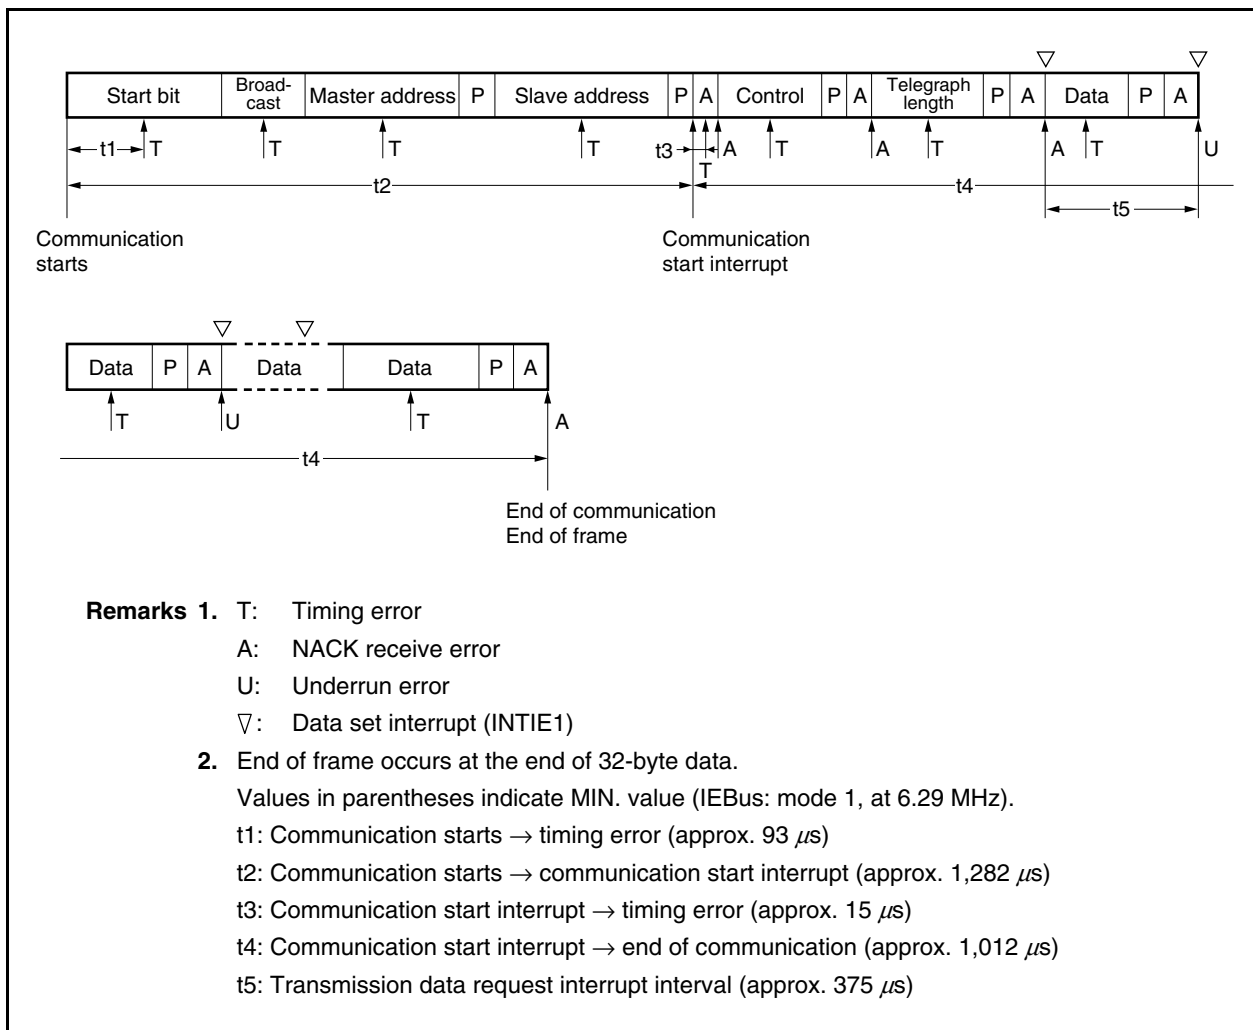 Start bit Broad-cast Master address P Slave address P A Control P A Telegraph length P A Data P A
t1 T T T T t3 T A T A T A T U
t2 t4
t5
Communication starts
Communication start interrupt
Data P A Data Data P A
T U T A
t4
End of communication
End of frame
Remarks 1. T: Timing error
A: NACK receive error
U: Underrun error
▽: Data set interrupt (INTIE1)
2. End of frame occurs at the end of 32-byte data.
Values in parentheses indicate MIN. value (IEBus: mode 1, at 6.29 MHz).
t1: Communication starts → timing error (approx. 93 μs)
t2: Communication starts → communication start interrupt (approx. 1,282 μs)
t3: Communication start interrupt → timing error (approx. 15 μs)
t4: Communication start interrupt → end of communication (approx. 1,012 μs)
t5: Transmission data request interrupt interval (approx. 375 μs)